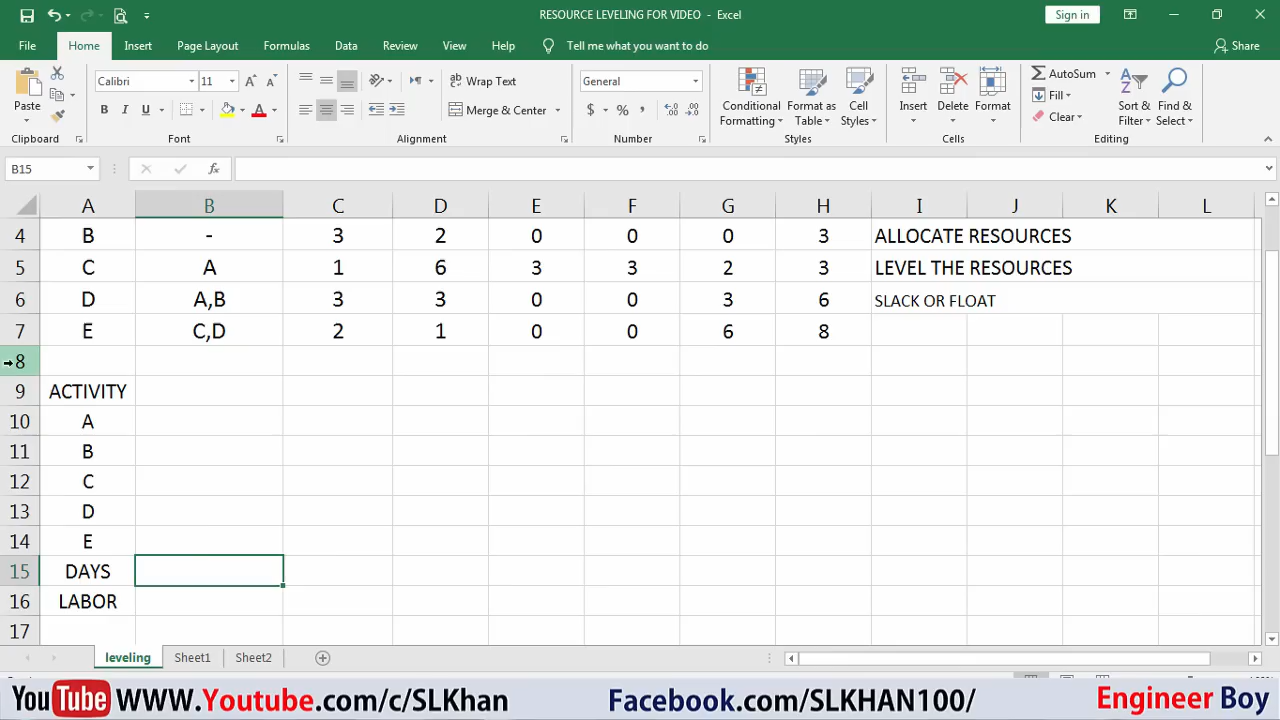 RESOURCE LEVELING FOR VIDEO - Excel
Sign in
File Home Insert Page Layout Formulas Data Review View Help Tell me what you want to do Share
Paste
Calibri 11
B I U
Wrap Text
Merge & Center
General
$ % ,
Conditional Formatting
Format as Table
Cell Styles
Insert Delete Format
AutoSum
Fill
Clear
Sort & Filter
Find & Select
Clipboard Font Alignment Number Styles Cells Editing
B15 fx
A B C D E F G H I J K L
4 B - 3 2 0 0 0 3 ALLOCATE RESOURCES
5 C A 1 6 3 3 2 3 LEVEL THE RESOURCES
6 D A,B 3 3 0 0 3 6 SLACK OR FLOAT
7 E C,D 2 1 0 0 6 8
8
9 ACTIVITY
10 A
11 B
12 C
13 D
14 E
15 DAYS
16 LABOR
17
leveling Sheet1 Sheet2
YouTube WWW.Youtube.com/c/SLKhan Facebook.com/SLKHAN100/ Engineer Boy